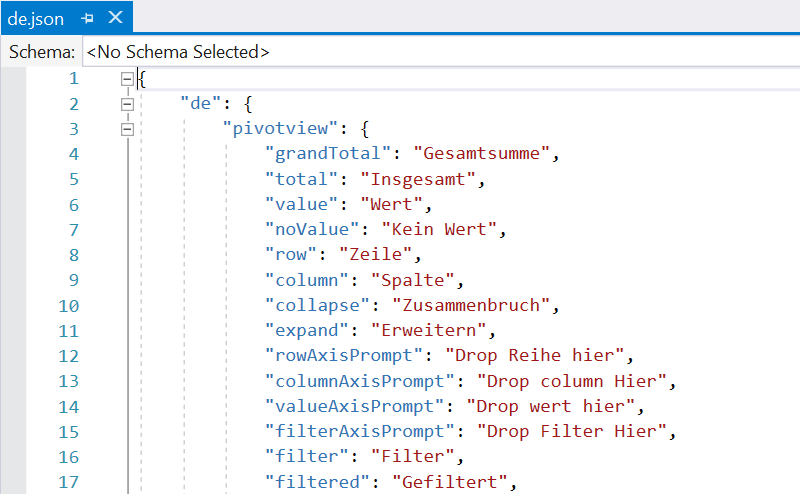 de.json
Schema: <No Schema Selected>
1 {
2 "de": {
3 "pivotview": {
4 "grandTotal": "Gesamtsumme",
5 "total": "Insgesamt",
6 "value": "Wert",
7 "noValue": "Kein Wert",
8 "row": "Zeile",
9 "column": "Spalte",
10 "collapse": "Zusammenbruch",
11 "expand": "Erweitern",
12 "rowAxisPrompt": "Drop Reihe hier",
13 "columnAxisPrompt": "Drop column Hier",
14 "valueAxisPrompt": "Drop wert hier",
15 "filterAxisPrompt": "Drop Filter Hier",
16 "filter": "Filter",
17 "filtered": "Gefiltert",